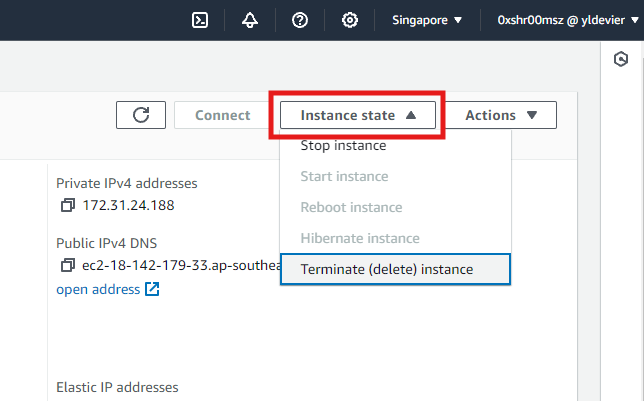 Singapore 0xshr00msz @ yldevier
Connect Instance state Actions
Stop instance
Private IPv4 addresses
Start instance
172.31.24.188
Reboot instance
Public IPv4 DNS
Hibernate instance
ec2-18-142-179-33.ap-southea
Terminate (delete) instance
open address
Elastic IP addresses